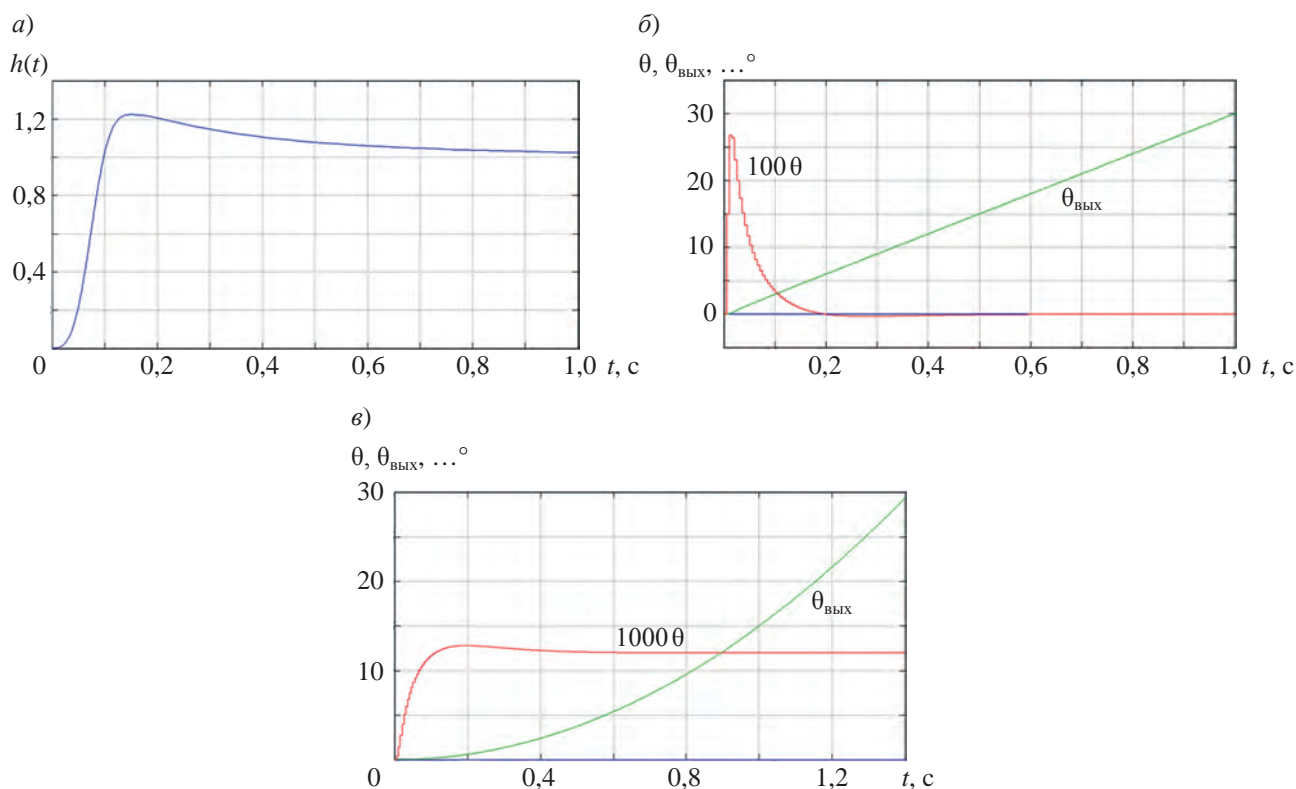 а)
h(t)
1,2
0,8
0,4
0
0,2
0,4
0,6
0,8
1,0 t, с
б)
θ, θвых, …°
30
20
10
0
100 θ
θвых
0,2
0,4
0,6
0,8
1,0 t, с
в)
θ, θвых, …°
30
20
10
0
1000 θ
θвых
0,4
0,8
1,2
t, с